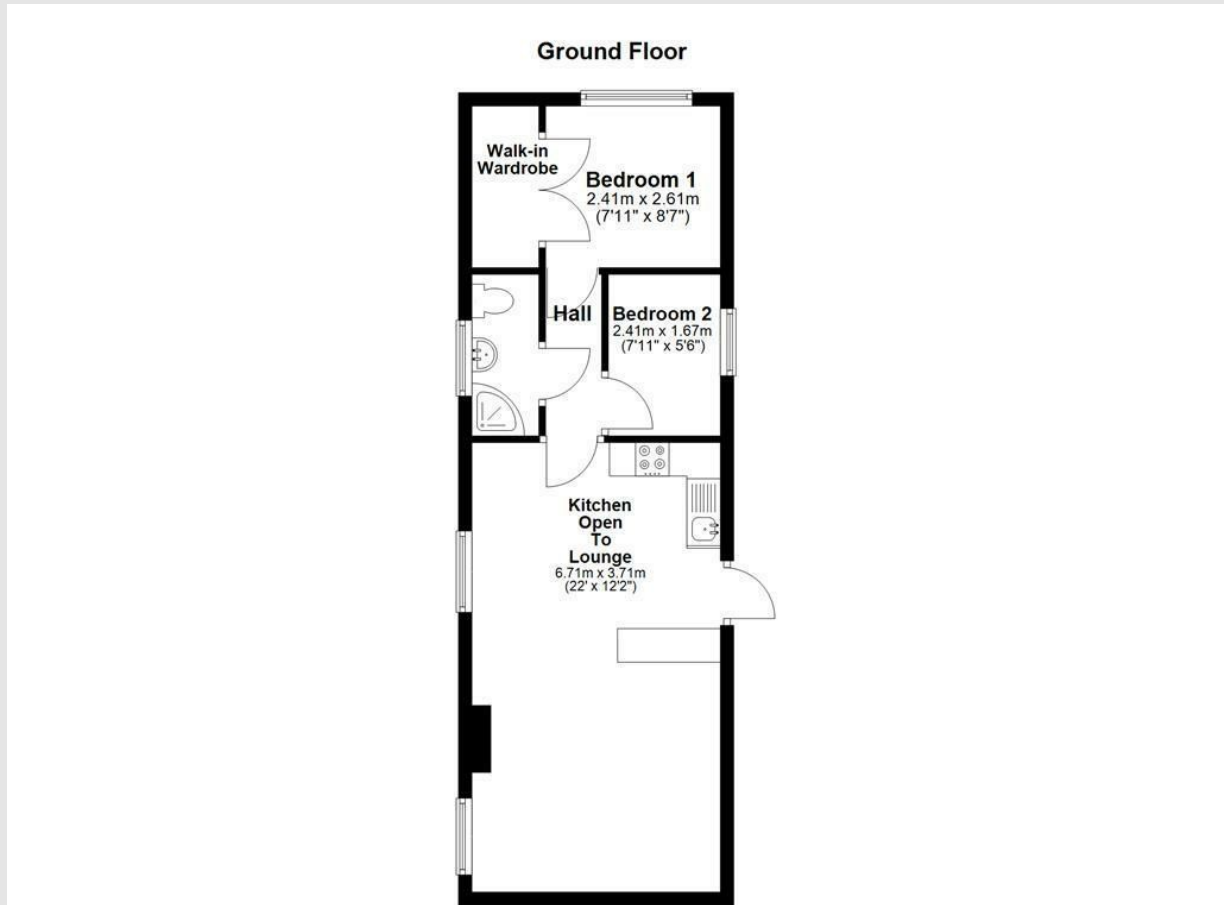 Ground Floor
Walk-in
Wardrobe
Bedroom 1
2.41m x 2.61m
(7'11" x 8'7")
Hall
Bedroom 2
2.41m x 1.67m
(7'11" x 5'6")
Kitchen
Open
To
Lounge
6.71m x 3.71m
(22' x 12'2")